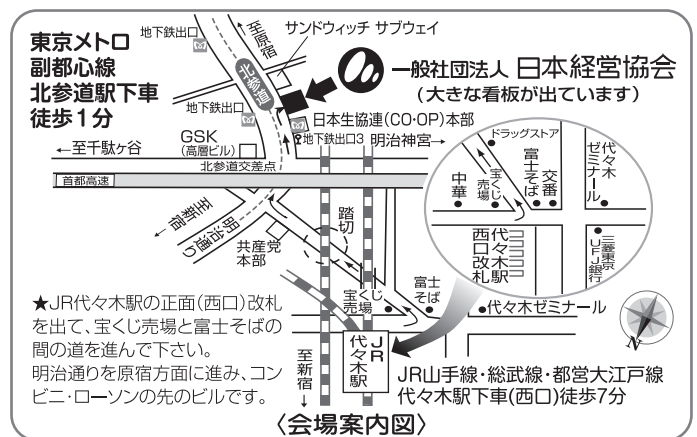 東京メトロ
副都心線
北参道駅下車
徒歩1分
地下鉄出口
至原宿→
サンドウィッチ サブウェイ
北参道
一般社団法人 日本経営協会
(大きな看板が出ています)
地下鉄出口
日本生協連(CO・OP)本部
地下鉄出口3
明治神宮→
GSK
(高層ビル)
←至千駄ヶ谷
北参道交差点
首都高速
←至新宿
明治通り
共産党
本部
踏切
宝くじ
売場
富士
そば
代々木ゼミナール
ドラッグストア
中華
宝くじ
売場
富士そば
交番
代々木
ゼミナール
代々木駅
西口改札
三菱東京
UFJ銀行
★JR代々木駅の正面(西口)改札
を出て、宝くじ売場と富士そばの
間の道を進んで下さい。
明治通りを原宿方面に進み、コン
ビニ・ローソンの先のビルです。
至新宿→
JR
代々木駅
N
JR山手線・総武線・都営大江戸線
代々木駅下車(西口)徒歩7分
〈会場案内図〉